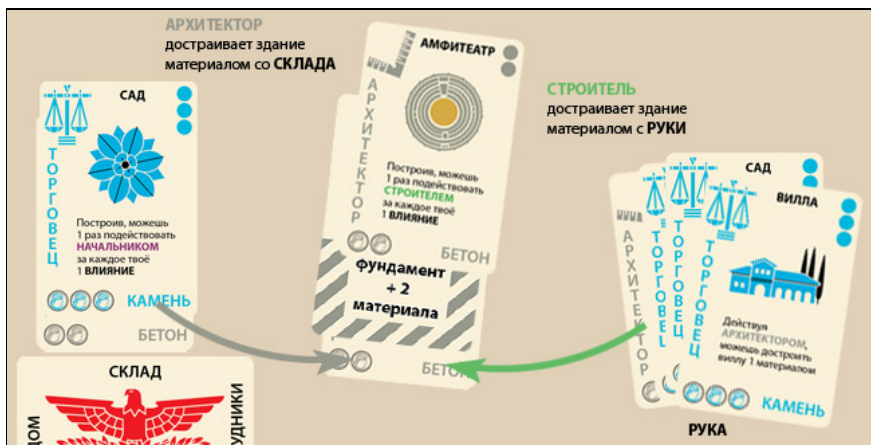 АРХИТЕКТОР
достраивает здание
материалом со СКЛАДА
САД
ТОРГОВЕЦ
Построив, можешь
1 раз подействовать
НАЧАЛЬНИКОМ
за каждое твоё
1 ВЛИЯНИЕ
КАМЕНЬ
БЕТОН
СКЛАД
АМФИТЕАТР
АРХИТЕКТОР
Построив, можешь
1 раз подействовать
СТРОИТЕЛЕМ
за каждое твоё
1 ВЛИЯНИЕ
БЕТОН
фундамент
+ 2
материала
БЕТОН
СТРОИТЕЛЬ
достраивает здание
материалом с РУКИ
САД
ВИЛЛА
АРХИТЕКТОР
ТОРГОВЕЦ
ТОРГОВЕЦ
ТОРГОВЕЦ
Действуя
АРХИТЕКТОРОМ,
можешь достроить
виллу 1 материалом
КАМЕНЬ
РУКА